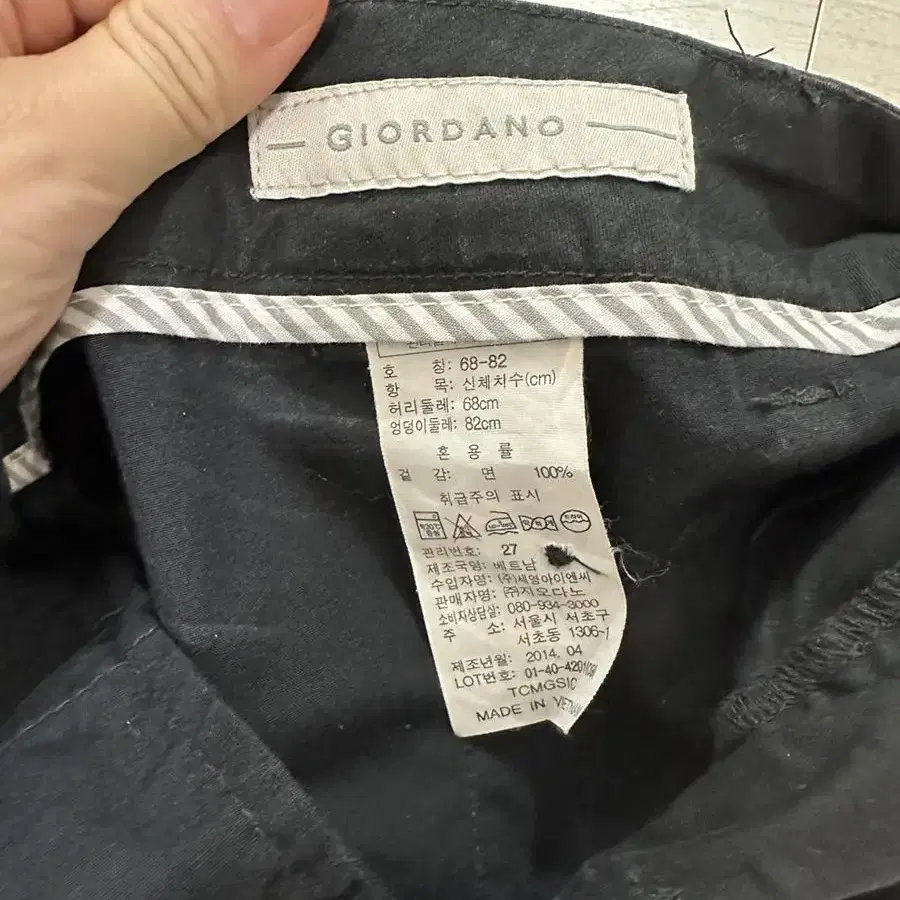 GIORDANO
호 칭: 68-82
항 목: 신체치수(cm)
허리둘레: 68cm
엉덩이둘레: 82cm
혼 용 률
겉 감: 면 100%
취급주의 표시
관리번호: 27
제조국명: 베트남
수입자명: (주)세영아이엔씨
판매자명: (주)지오다노
소비자상담실: 080-934-3000
주 소: 서울시 서초구
서초동 1306-1
제조년월: 2014. 04
LOT번호:
TCMGSIC
MADE IN VIETNAM